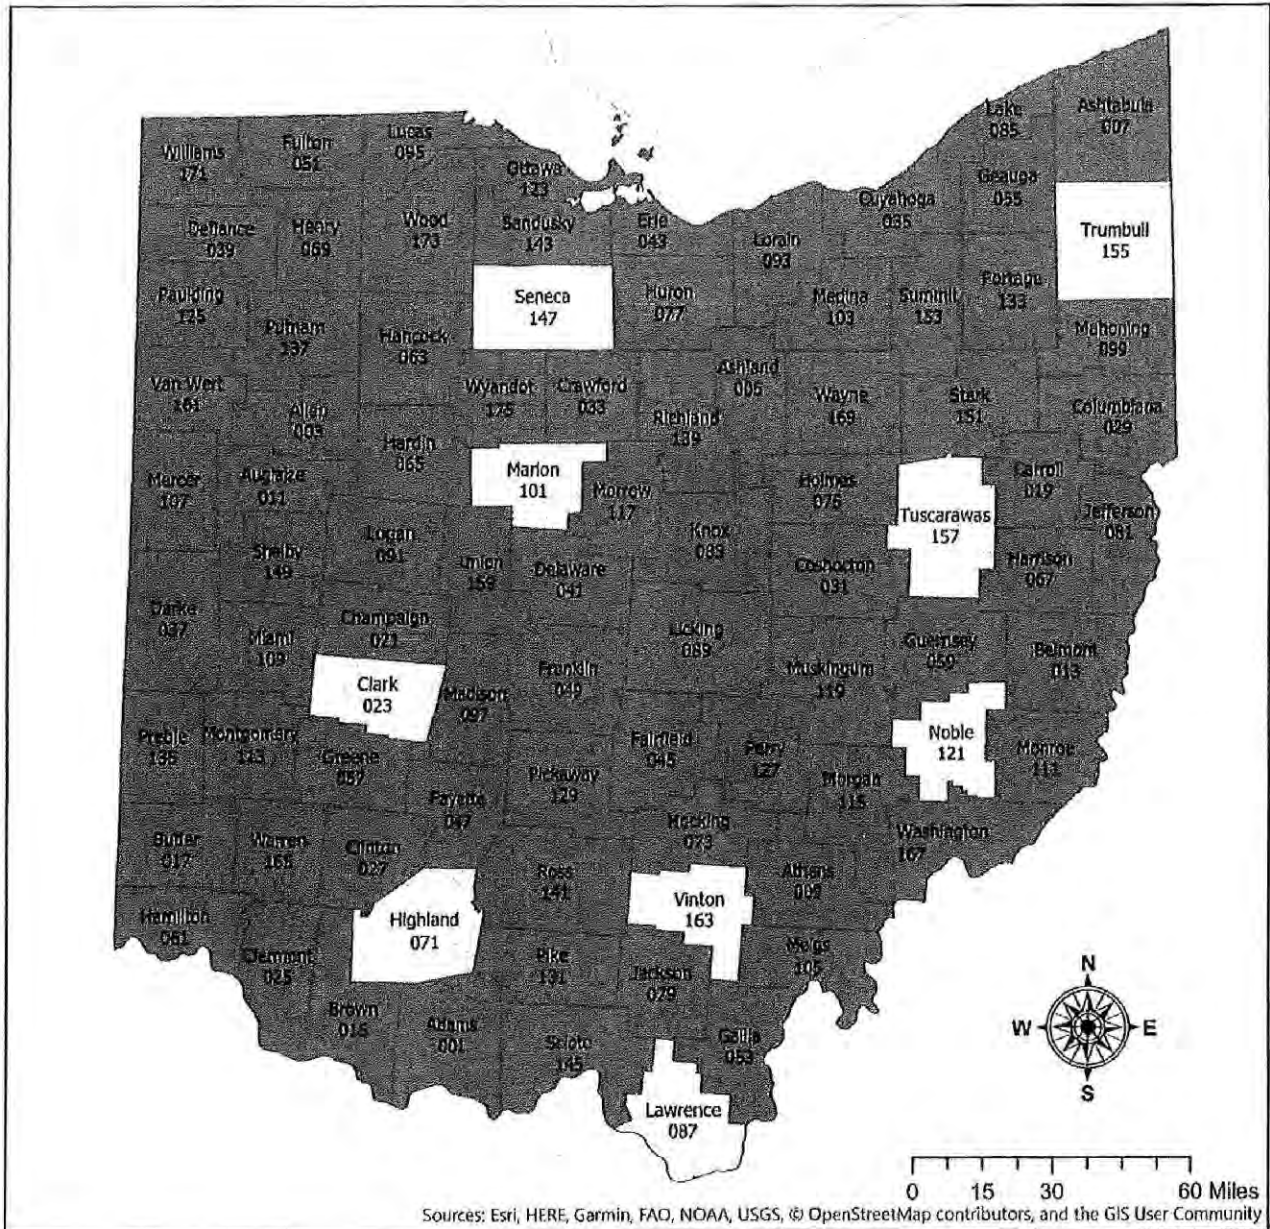 Lake
085
Ashtabula
007
Williams
171
Fulton
051
Lucas
095
Ottawa
123
Geauga
055
Cuyahoga
035
Defiance
039
Henry
069
Wood
173
Sandusky
143
Erie
043
Lorain
093
Trumbull
155
Paulding
125
Putnam
137
Hancock
063
Seneca
147
Huron
077
Medina
103
Summit
153
Portage
133
Mahoning
099
Van Wert
161
Allen
003
Wyandot
175
Crawford
033
Richland
139
Ashland
005
Wayne
169
Stark
151
Columbiana
029
Mercer
107
Auglaize
011
Hardin
065
Marion
101
Morrow
117
Holmes
075
Tuscarawas
157
Carroll
019
Jefferson
081
Shelby
149
Logan
091
Union
159
Delaware
041
Knox
083
Coshocton
031
Harrison
067
Darke
037
Miami
109
Champaign
021
Clark
023
Madison
097
Franklin
049
Licking
089
Muskingum
119
Guernsey
059
Belmont
013
Preble
135
Montgomery
113
Greene
057
Fayette
047
Pickaway
129
Fairfield
045
Perry
127
Morgan
115
Noble
121
Monroe
111
Butler
017
Warren
165
Clinton
027
Ross
141
Hocking
073
Athens
009
Washington
167
Hamilton
061
Clermont
025
Highland
071
Pike
131
Vinton
163
Jackson
079
Meigs
105
Brown
015
Adams
001
Scioto
145
Gallia
053
Lawrence
087
N
W
E
S
0 15 30 60 Miles
Sources: Esri, HERE, Garmin, FAO, NOAA, USGS, © OpenStreetMap contributors, and the GIS User Community